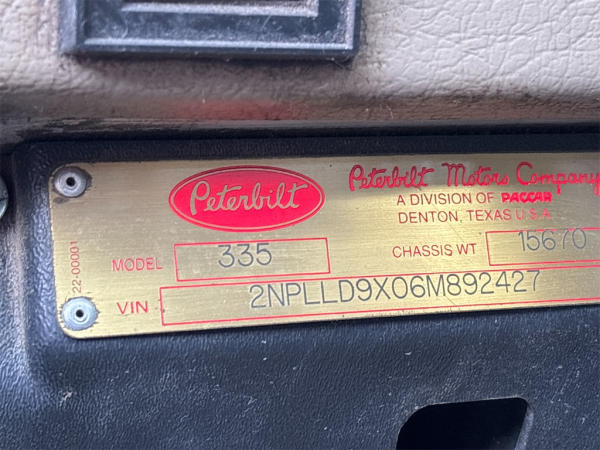 Peterbilt
Peterbilt Motors Company
A DIVISION OF PACCAR
DENTON, TEXAS U.S.A.
MODEL 335
CHASSIS WT 15670
VIN 2NPLLD9X06M892427
22-00001